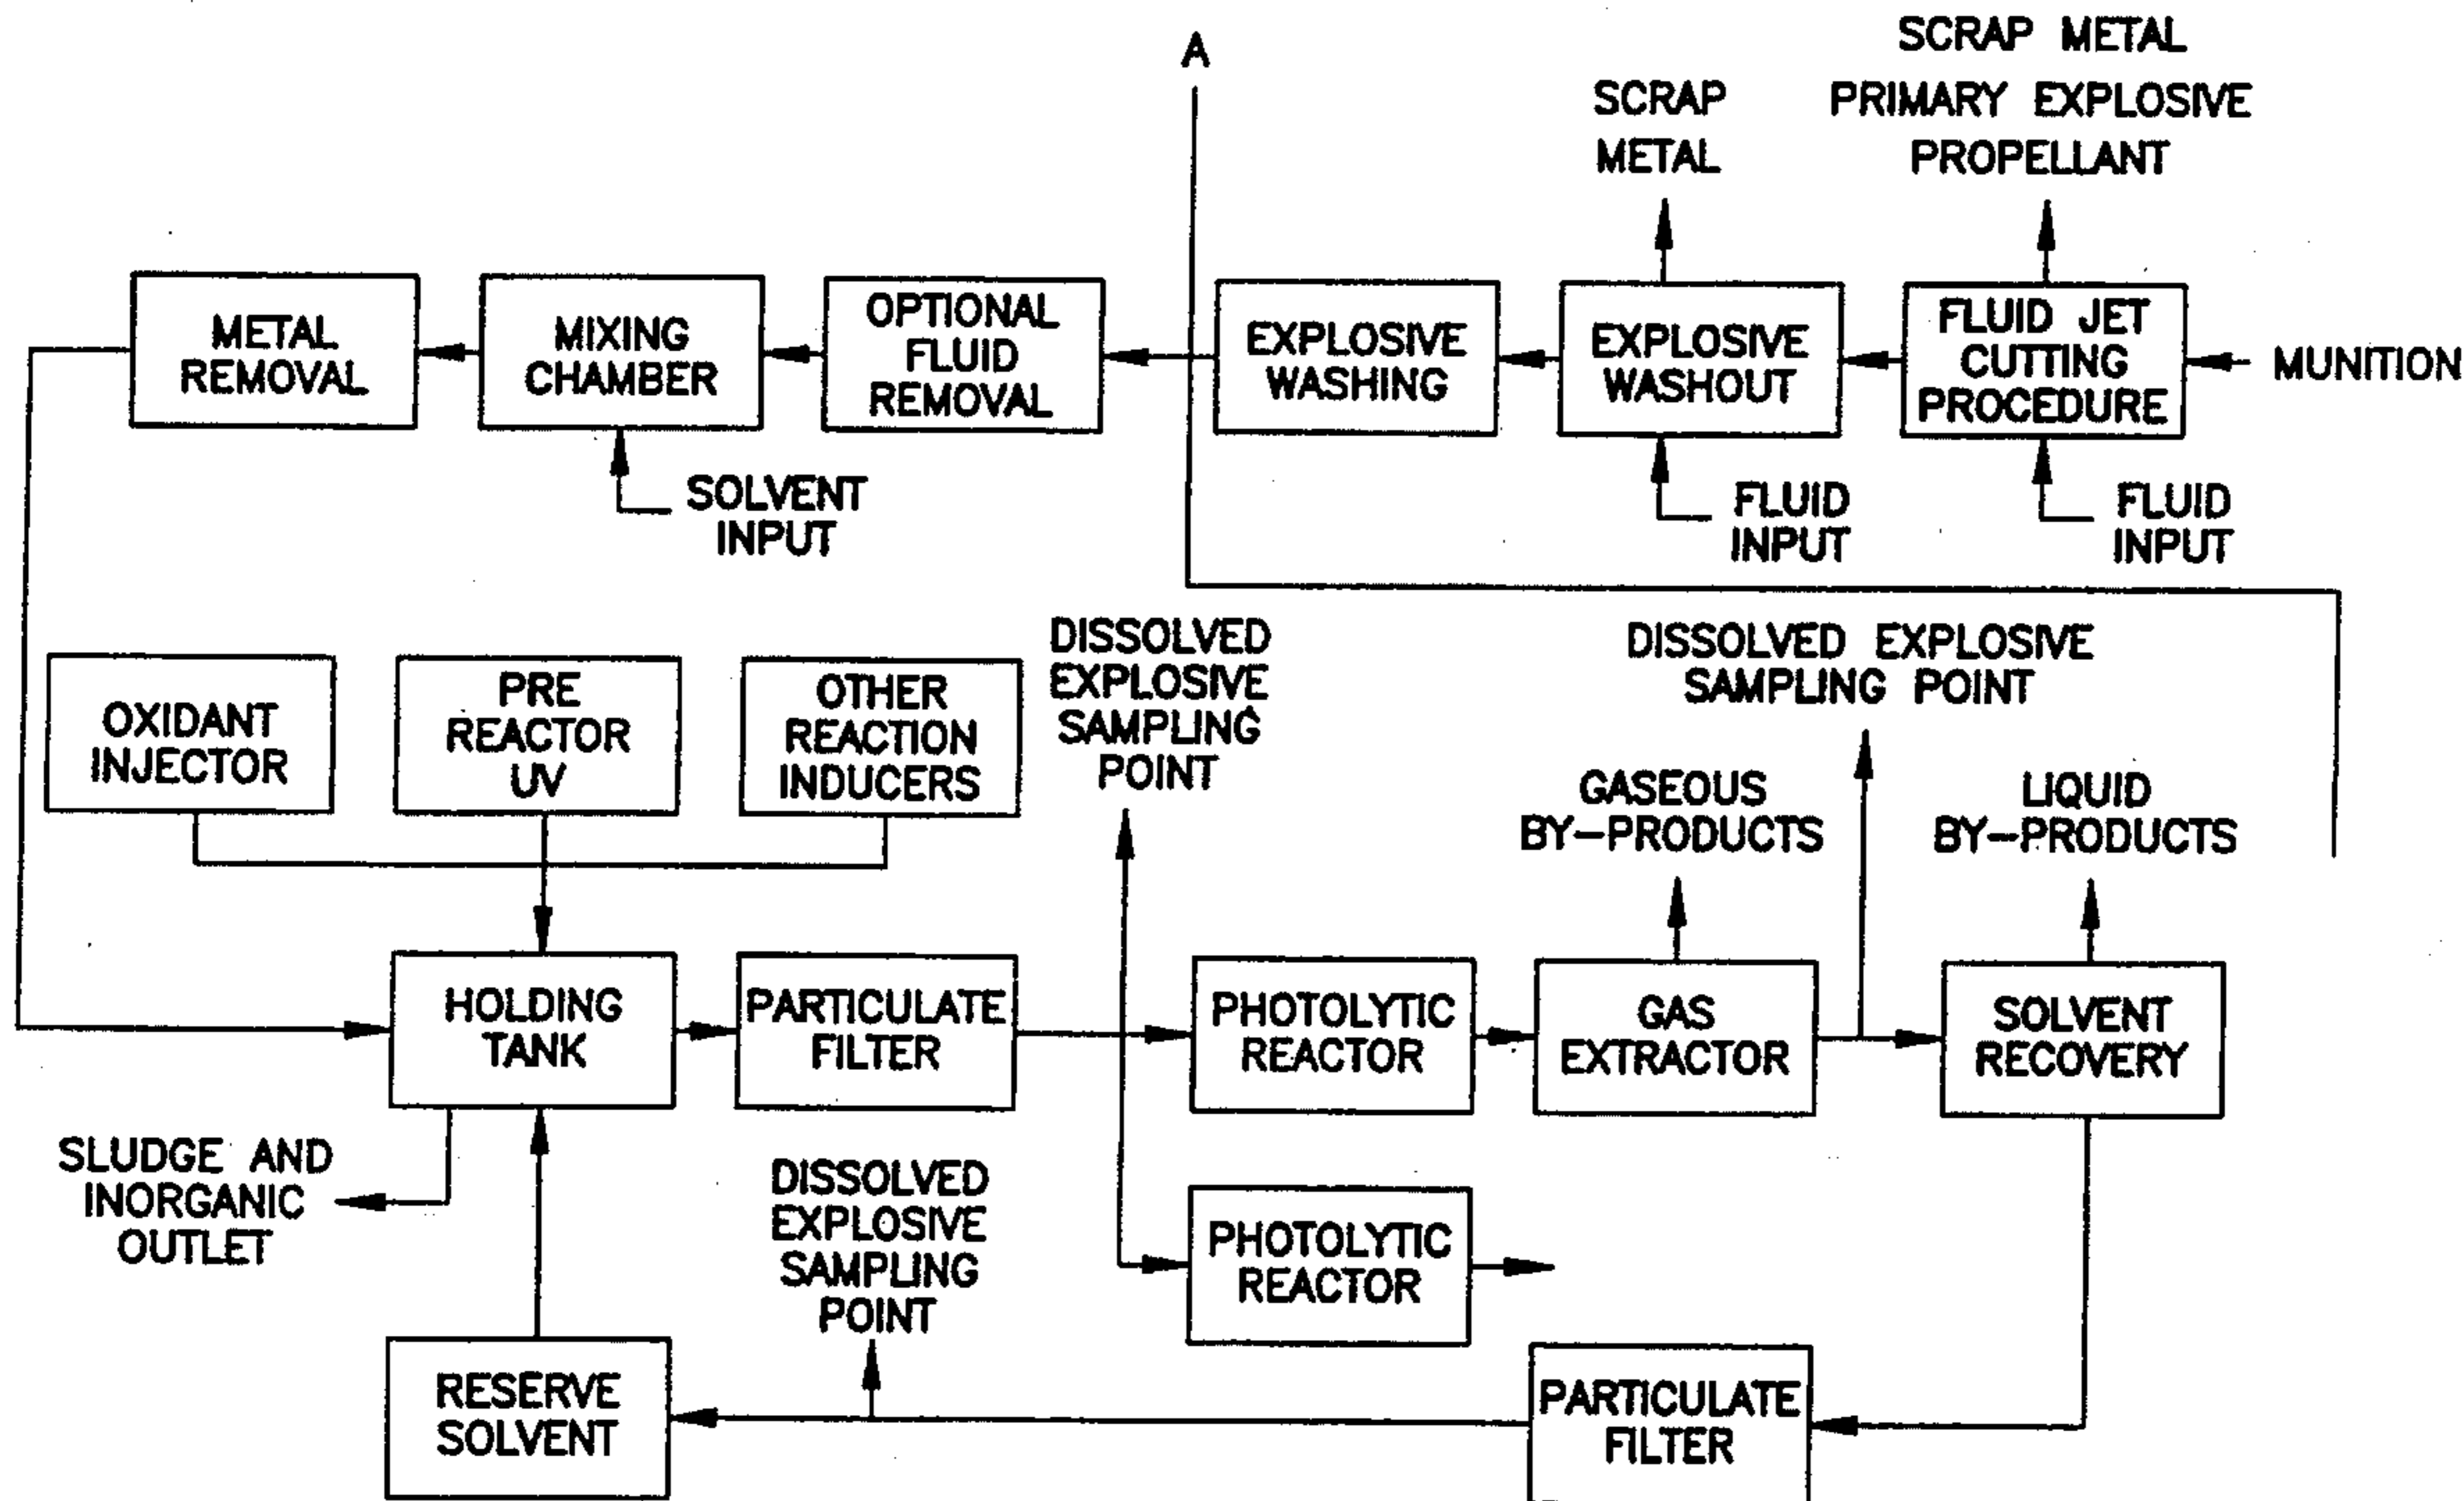 A
SCRAP METAL
PRIMARY EXPLOSIVE
PROPELLANT
SCRAP
METAL
METAL
REMOVAL
MIXING
CHAMBER
OPTIONAL
FLUID
REMOVAL
EXPLOSIVE
WASHING
EXPLOSIVE
WASHOUT
FLUID JET
CUTTING
PROCEDURE
MUNITION
SOLVENT
INPUT
FLUID
INPUT
FLUID
INPUT
OXIDANT
INJECTOR
PRE
REACTOR
UV
OTHER
REACTION
INDUCERS
DISSOLVED
EXPLOSIVE
SAMPLING
POINT
DISSOLVED EXPLOSIVE
SAMPLING POINT
GASEOUS
BY-PRODUCTS
LIQUID
BY-PRODUCTS
HOLDING
TANK
PARTICULATE
FILTER
PHOTOLYTIC
REACTOR
GAS
EXTRACTOR
SOLVENT
RECOVERY
SLUDGE AND
INORGANIC
OUTLET
DISSOLVED
EXPLOSIVE
SAMPLING
POINT
PHOTOLYTIC
REACTOR
RESERVE
SOLVENT
PARTICULATE
FILTER